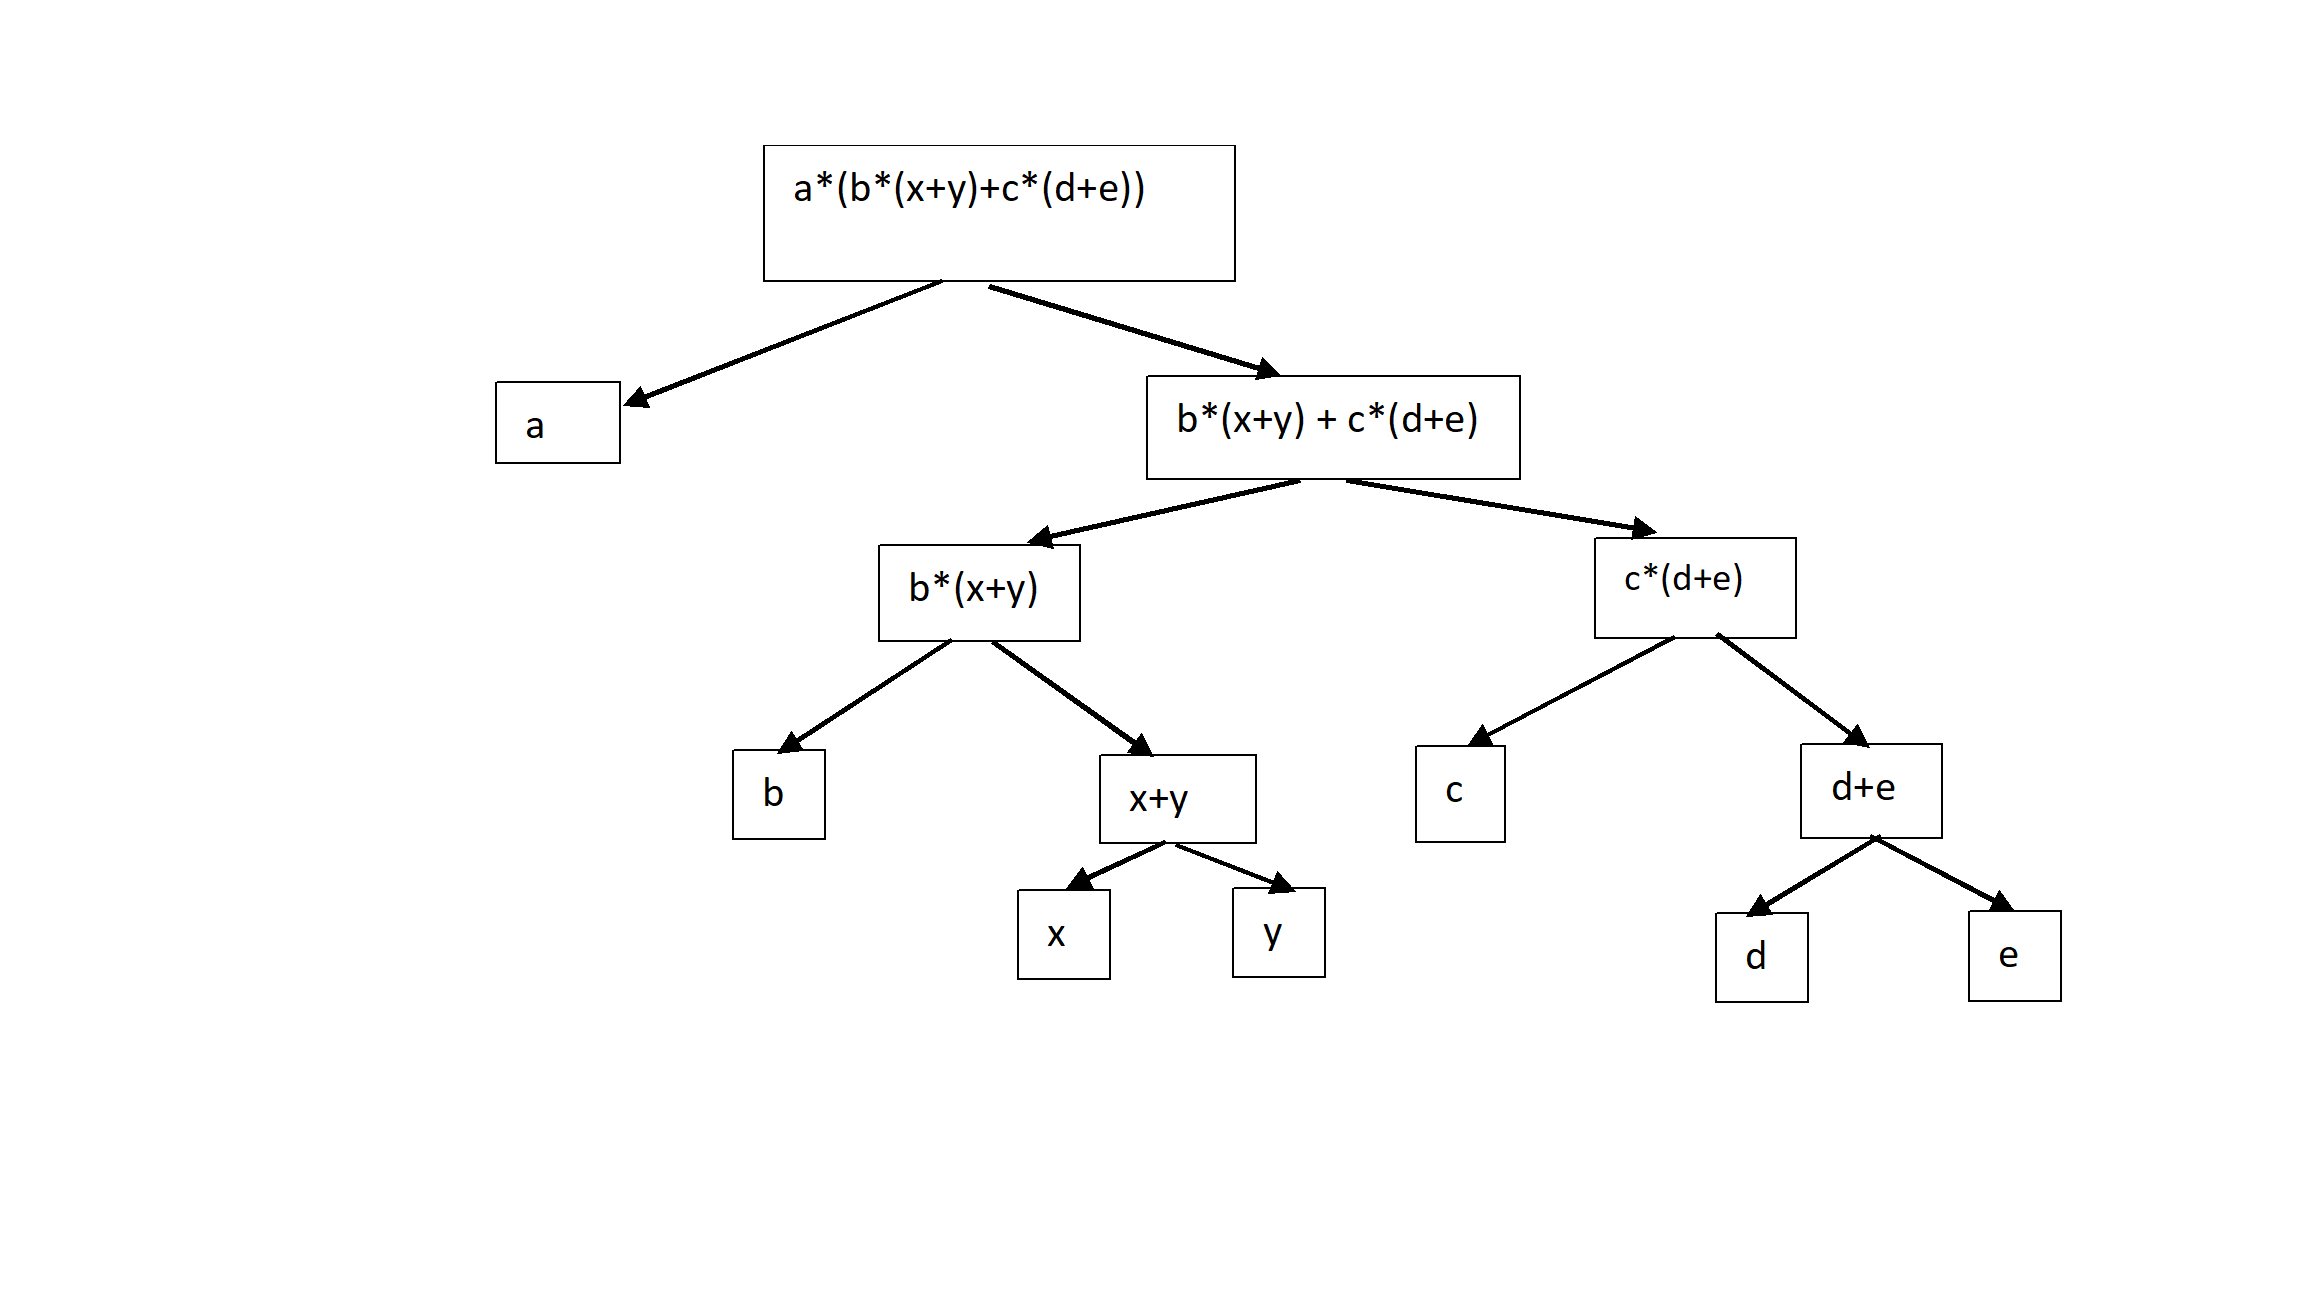 a*(b*(x+y)+c*(d+e))
a
b*(x+y) + c*(d+e)
b*(x+y)
c*(d+e)
b
x+y
c
d+e
x
y
d
e